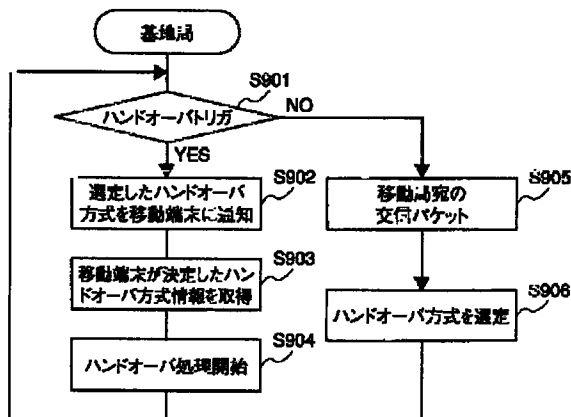 基地局
S901
ハンドオーバトリガ
NO
YES
S902
選定したハンドオーバ
方式を移動端末に通知
S903
移動端末が決定したハン
ドオーバ方式情報を取得
S904
ハンドオーバ処理開始
S905
移動局宛の
交信パケット
S906
ハンドオーバ方式を選定